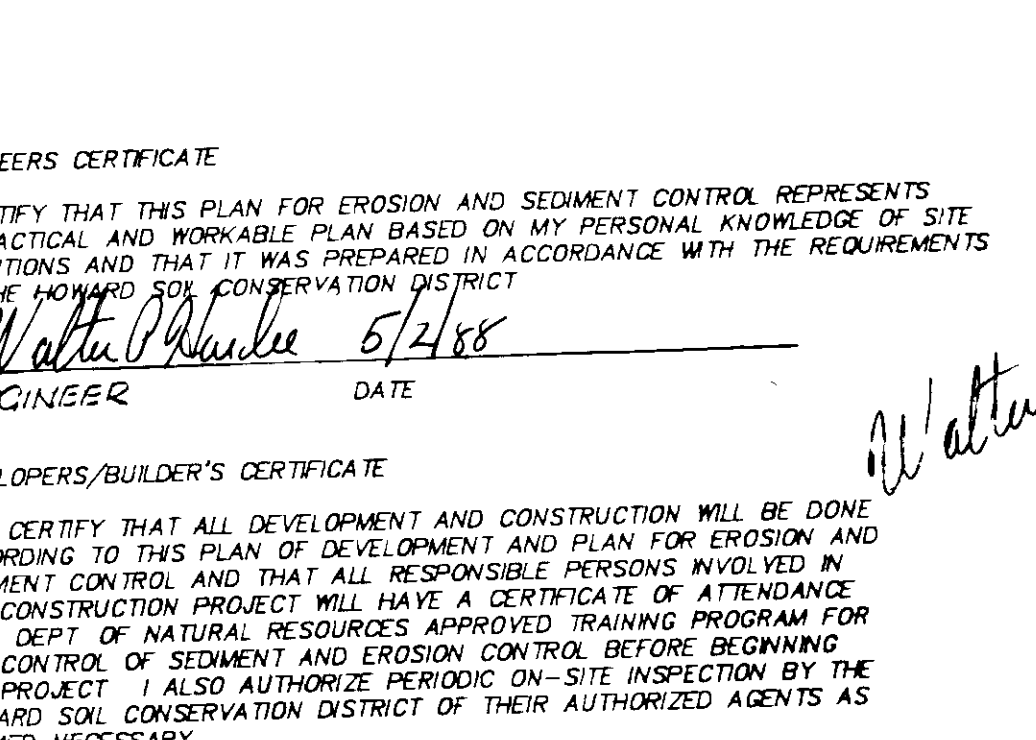 EERS CERTIFICATE
TIFY THAT THIS PLAN FOR EROSION AND SEDIMENT CONTROL REPRESENTS
ACTICAL AND WORKABLE PLAN BASED ON MY PERSONAL KNOWLEDGE OF SITE
TIONS AND THAT IT WAS PREPARED IN ACCORDANCE WITH THE REQUIREMENTS
HE HOWARD SOIL CONSERVATION DISTRICT
Walter P 5/2/88
GINEER DATE
Walter
LOPERS/BUILDER'S CERTIFICATE
CERTIFY THAT ALL DEVELOPMENT AND CONSTRUCTION WILL BE DONE
ORDING TO THIS PLAN OF DEVELOPMENT AND PLAN FOR EROSION AND
MENT CONTROL AND THAT ALL RESPONSIBLE PERSONS INVOLVED IN
CONSTRUCTION PROJECT WILL HAVE A CERTIFICATE OF ATTENDANCE
DEPT OF NATURAL RESOURCES APPROVED TRAINING PROGRAM FOR
CONTROL OF SEDIMENT AND EROSION CONTROL BEFORE BEGINNING
PROJECT I ALSO AUTHORIZE PERIODIC ON-SITE INSPECTION BY THE
ARD SOIL CONSERVATION DISTRICT OF THEIR AUTHORIZED AGENTS AS
MED NECESSARY